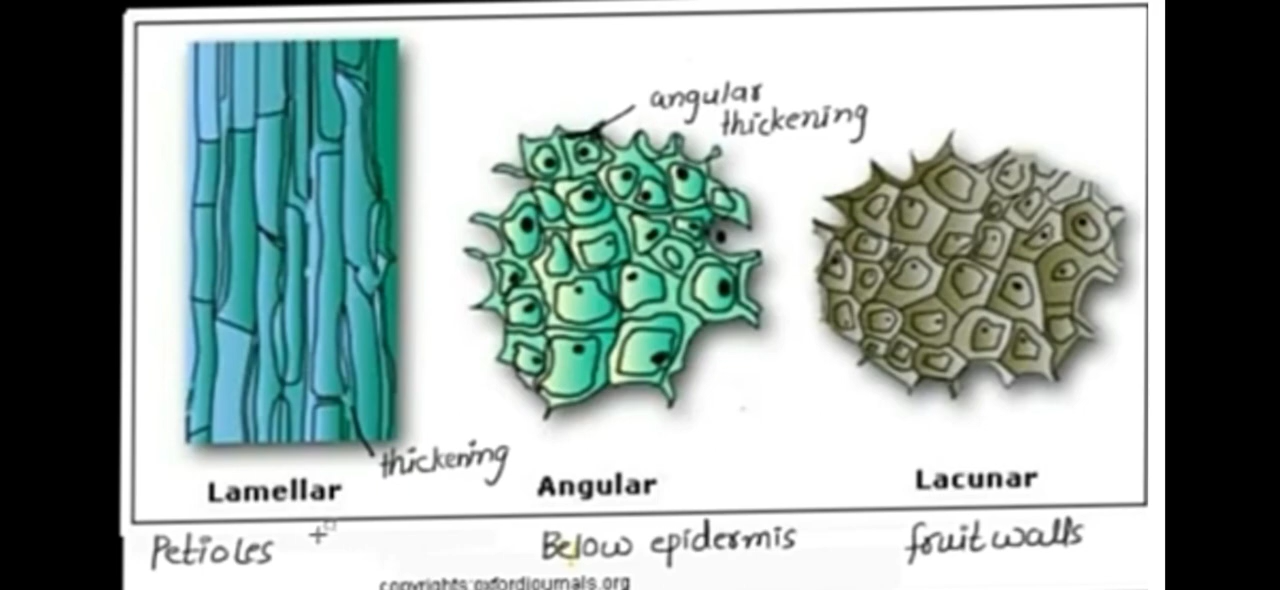 angular
thickening
thickening
Lamellar
Angular
Lacunar
Petioles
Below epidermis
fruit walls
copyrights:oxfordjournals.org